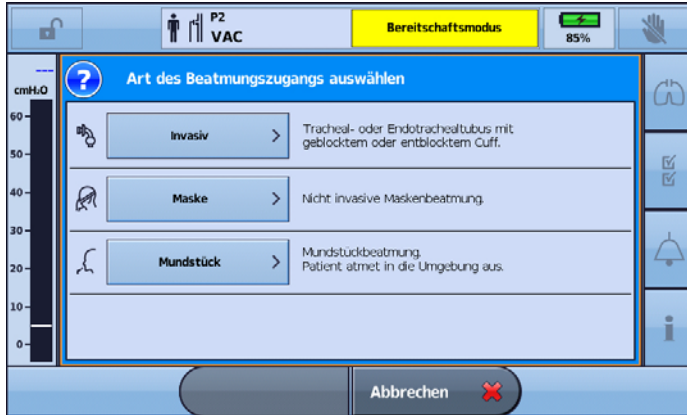 P2
VAC
Bereitschaftsmodus
85%
---
cmH₂O
? Art des Beatmungszugangs auswählen
60
50
40
30
20
10
0
Invasiv >
Tracheal- oder Endotrachealtubus mit
geblocktem oder entblocktem Cuff.
Maske >
Nicht invasive Maskenbeatmung.
Mundstück >
Mundstückbeatmung.
Patient atmet in die Umgebung aus.
i
Abbrechen